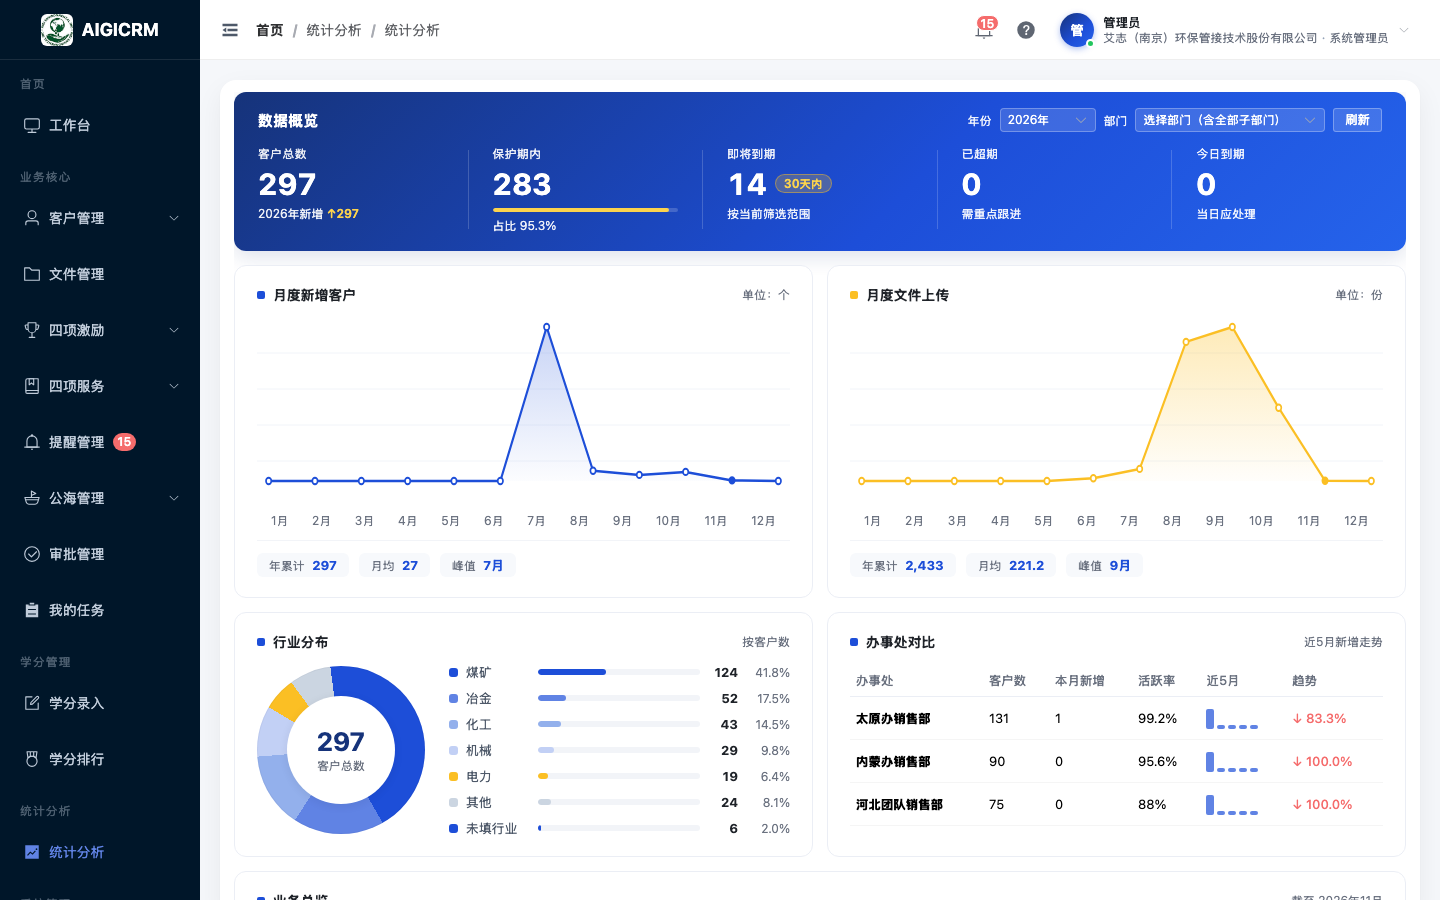 AIGICRM
首页 / 统计分析 / 统计分析
15
?
管
管理员
艾志（南京）环保管接技术股份有限公司 · 系统管理员
首页
工作台
业务核心
客户管理
文件管理
四项激励
四项服务
提醒管理 15
公海管理
审批管理
我的任务
学分管理
学分录入
学分排行
统计分析
统计分析
数据概览
年份 2026年 部门 选择部门（含全部子部门） 刷新
客户总数
297
2026年新增 ↑297
保护期内
283
占比 95.3%
即将到期
14 30天内
按当前筛选范围
已超期
0
需重点跟进
今日到期
0
当日应处理
月度新增客户 单位：个
1月 2月 3月 4月 5月 6月 7月 8月 9月 10月 11月 12月
年累计 297 月均 27 峰值 7月
月度文件上传 单位：份
1月 2月 3月 4月 5月 6月 7月 8月 9月 10月 11月 12月
年累计 2,433 月均 221.2 峰值 9月
行业分布 按客户数
297
客户总数
煤矿 124 41.8%
冶金 52 17.5%
化工 43 14.5%
机械 29 9.8%
电力 19 6.4%
其他 24 8.1%
未填行业 6 2.0%
办事处对比 近5月新增走势
办事处 客户数 本月新增 活跃率 近5月 趋势
太原办销售部 131 1 99.2% ↓ 83.3%
内蒙办销售部 90 0 95.6% ↓ 100.0%
河北团队销售部 75 0 88% ↓ 100.0%
业务总览 截至 2026年11月